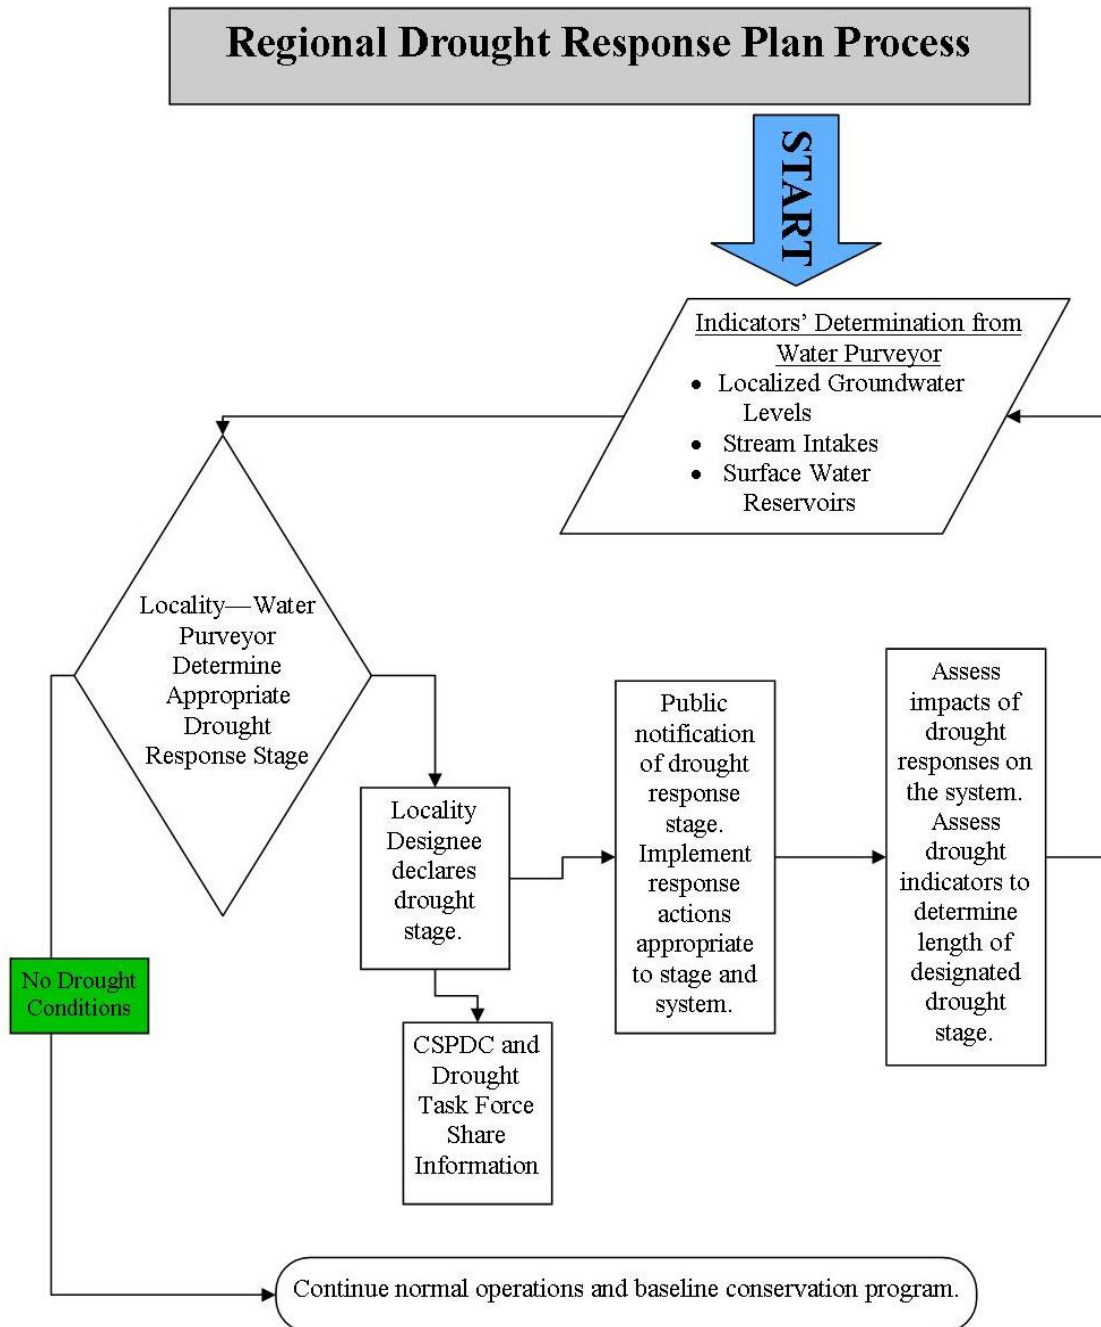 Regional Drought Response Plan Process
START
Indicators’ Determination from
Water Purveyor
• Localized Groundwater
Levels
• Stream Intakes
• Surface Water
Reservoirs
Locality—Water
Purveyor
Determine
Appropriate
Drought
Response Stage
Locality
Designee
declares
drought
stage.
Public
notification
of drought
response
stage.
Implement
response
actions
appropriate
to stage and
system.
Assess
impacts of
drought
responses on
the system.
Assess
drought
indicators to
determine
length of
designated
drought
stage.
No Drought
Conditions
CSPDC and
Drought
Task Force
Share
Information
Continue normal operations and baseline conservation program.